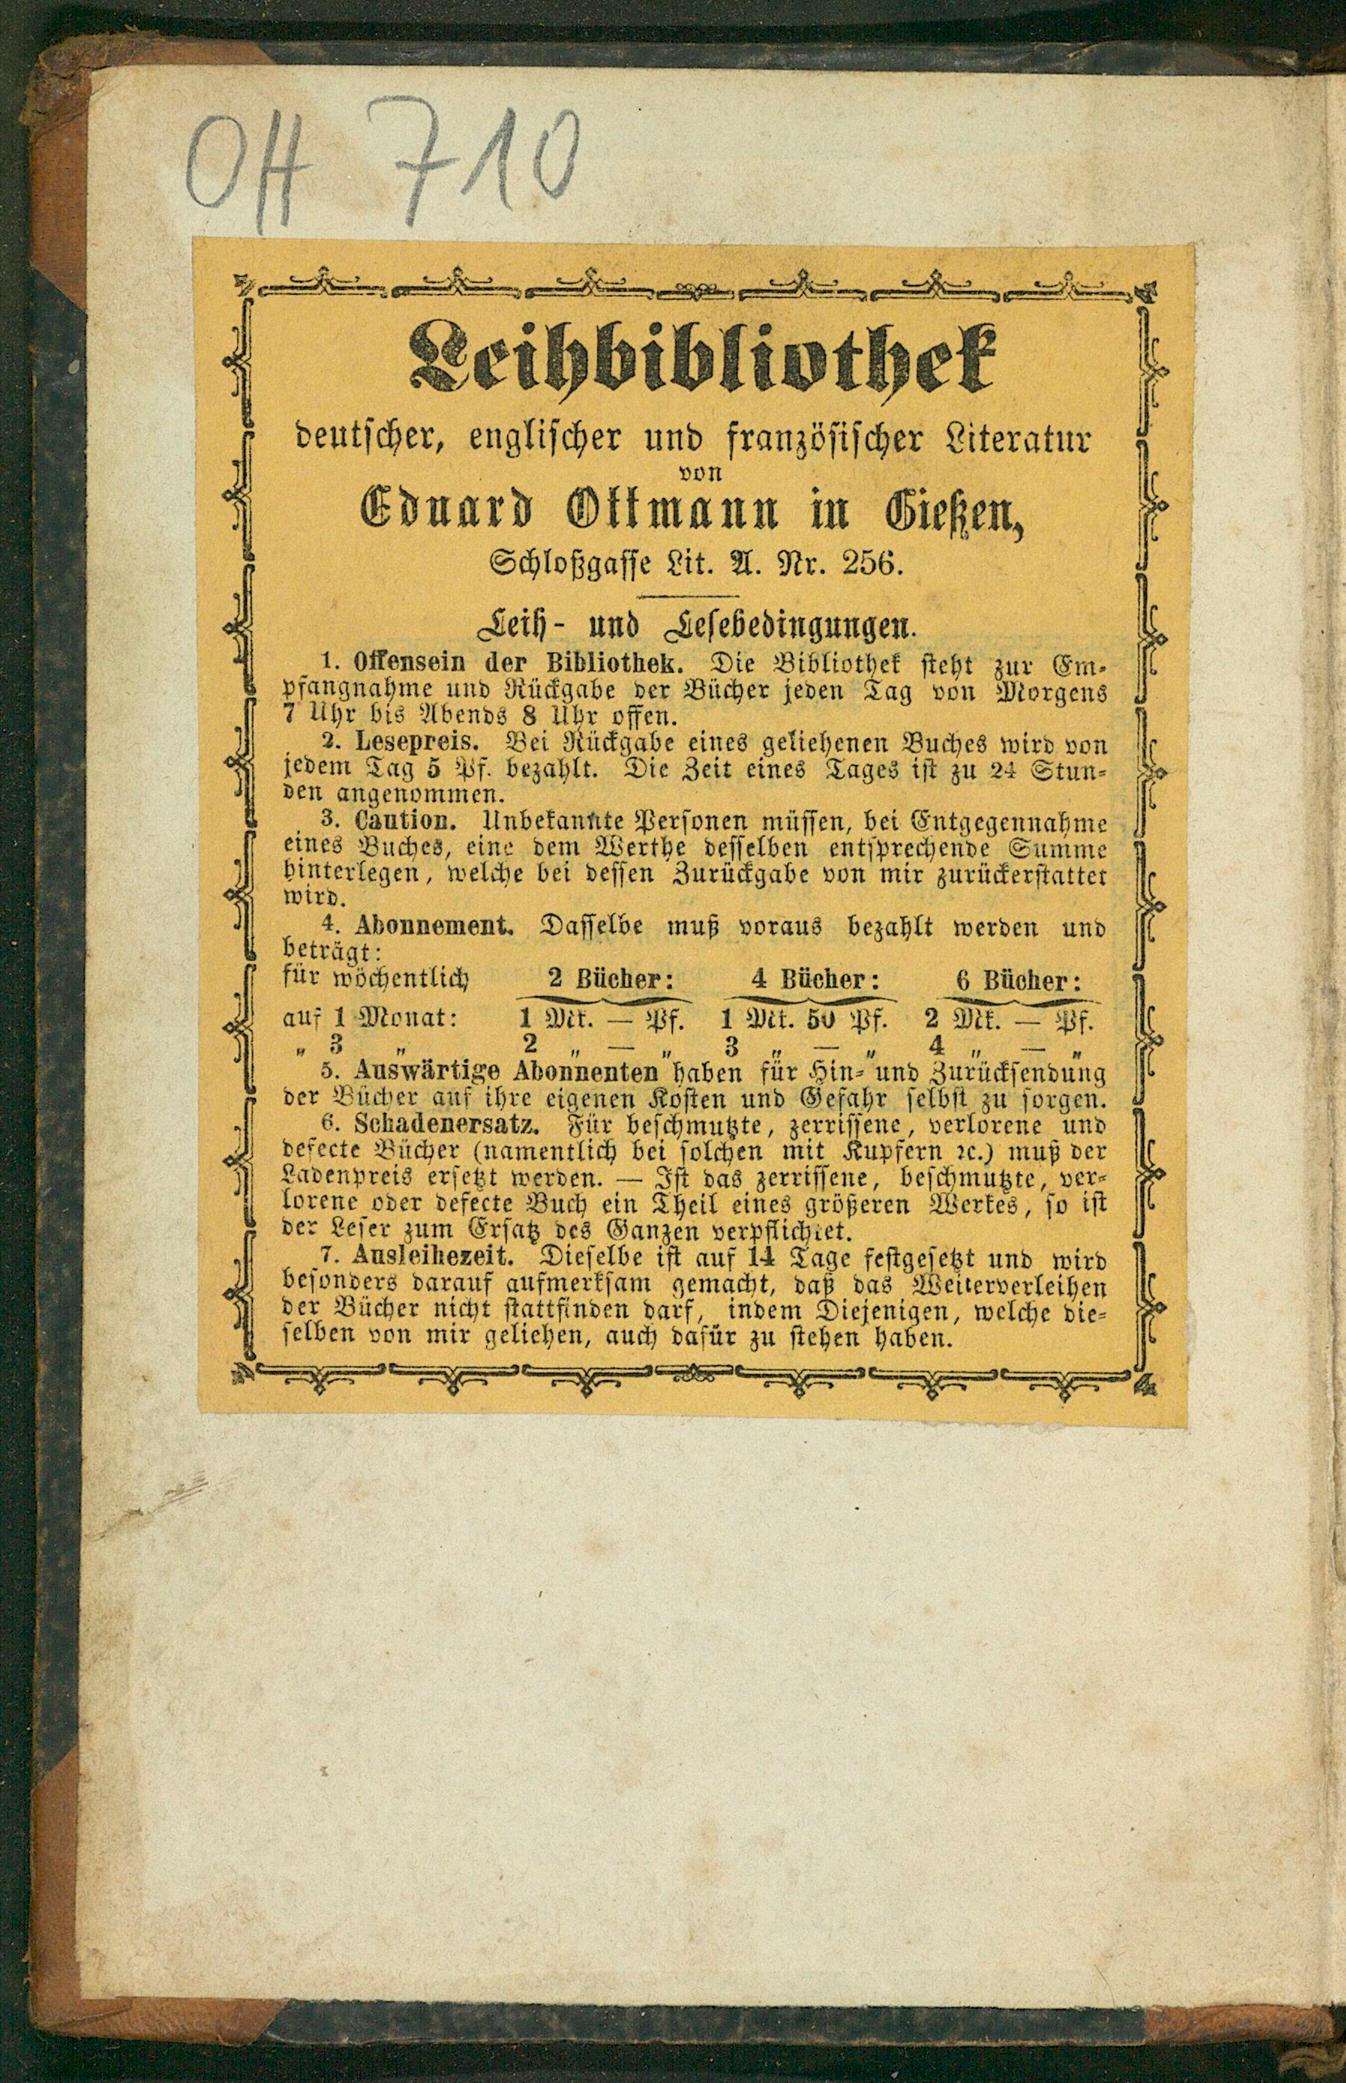 Ott 710
Leihbibliothek
deutscher, englischer und französischer Literatur
von
Eduard Ottmann in Gießen,
Schloßgasse Lit. A. Nr. 256.
Leih- und Lesebedingungen.
1. Offensein der Bibliothek. Die Bibliothek steht zur Em-
pfangnahme und Rückgabe der Bücher jeden Tag von Morgens
7 Uhr bis Abends 8 Uhr offen.
2. Lesepreis. Bei Rückgabe eines geliehenen Buches wird von
jedem Tag 5 Pf. bezahlt. Die Zeit eines Tages ist zu 24 Stun-
den angenommen.
3. Caution. Unbekannte Personen müssen, bei Entgegennahme
eines Buches, eine dem Werthe desselben entsprechende Summe
hinterlegen, welche bei dessen Zurückgabe von mir zurückerstattet
wird.
4. Abonnement. Dasselbe muß voraus bezahlt werden und
beträgt:
für wöchentlich 2 Bücher: 4 Bücher: 6 Bücher:
auf 1 Monat: 1 Mk. — Pf. 1 Mk. 50 Pf. 2 Mk. — Pf.
„ 3 „ 2 „ — „ 3 „ — „ 4 „ — „
5. Auswärtige Abonnenten haben für Hin- und Zurücksendung
der Bücher auf ihre eigenen Kosten und Gefahr selbst zu sorgen.
6. Schadenersatz. Für beschmutzte, zerrissene, verlorene und
defecte Bücher (namentlich bei solchen mit Kupfern ꝛc.) muß der
Ladenpreis ersetzt werden. — Ist das zerrissene, beschmutzte, ver-
lorene oder defecte Buch ein Theil eines größeren Werkes, so ist
der Leser zum Ersatz des Ganzen verpflichtet.
7. Ausleihezeit. Dieselbe ist auf 14 Tage festgesetzt und wird
besonders darauf aufmerksam gemacht, daß das Weiterverleihen
der Bücher nicht stattfinden darf, indem Diejenigen, welche die-
selben von mir geliehen, auch dafür zu stehen haben.